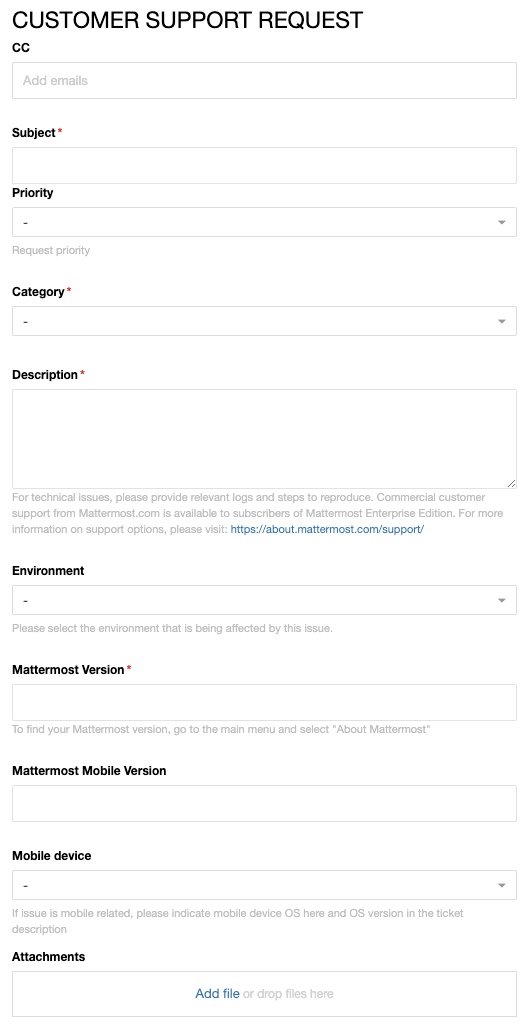 CUSTOMER SUPPORT REQUEST
CC
Add emails
Subject*
Priority
-
Request priority
Category*
-
Description*
For technical issues, please provide relevant logs and steps to reproduce. Commercial customer
support from Mattermost.com is available to subscribers of Mattermost Enterprise Edition. For more
information on support options, please visit: https://about.mattermost.com/support/
Environment
-
Please select the environment that is being affected by this issue.
Mattermost Version*
To find your Mattermost version, go to the main menu and select "About Mattermost"
Mattermost Mobile Version
Mobile device
-
If issue is mobile related, please indicate mobile device OS here and OS version in the ticket
description
Attachments
Add file or drop files here